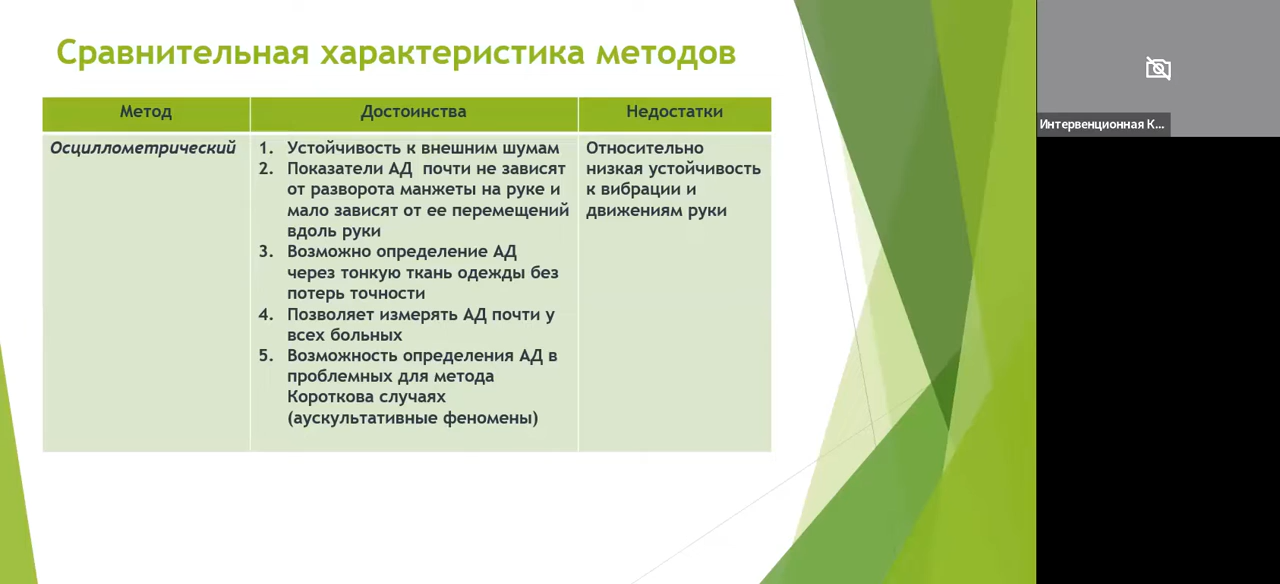 Сравнительная характеристика методов
Метод
Достоинства
Недостатки
Осциллометрический
1. Устойчивость к внешним шумам
2. Показатели АД почти не зависят
от разворота манжеты на руке и
мало зависят от ее перемещений
вдоль руки
3. Возможно определение АД
через тонкую ткань одежды без
потерь точности
4. Позволяет измерять АД почти у
всех больных
5. Возможность определения АД в
проблемных для метода
Короткова случаях
(аускультативные феномены)
Относительно
низкая устойчивость
к вибрации и
движениям руки
Интервенционная К...